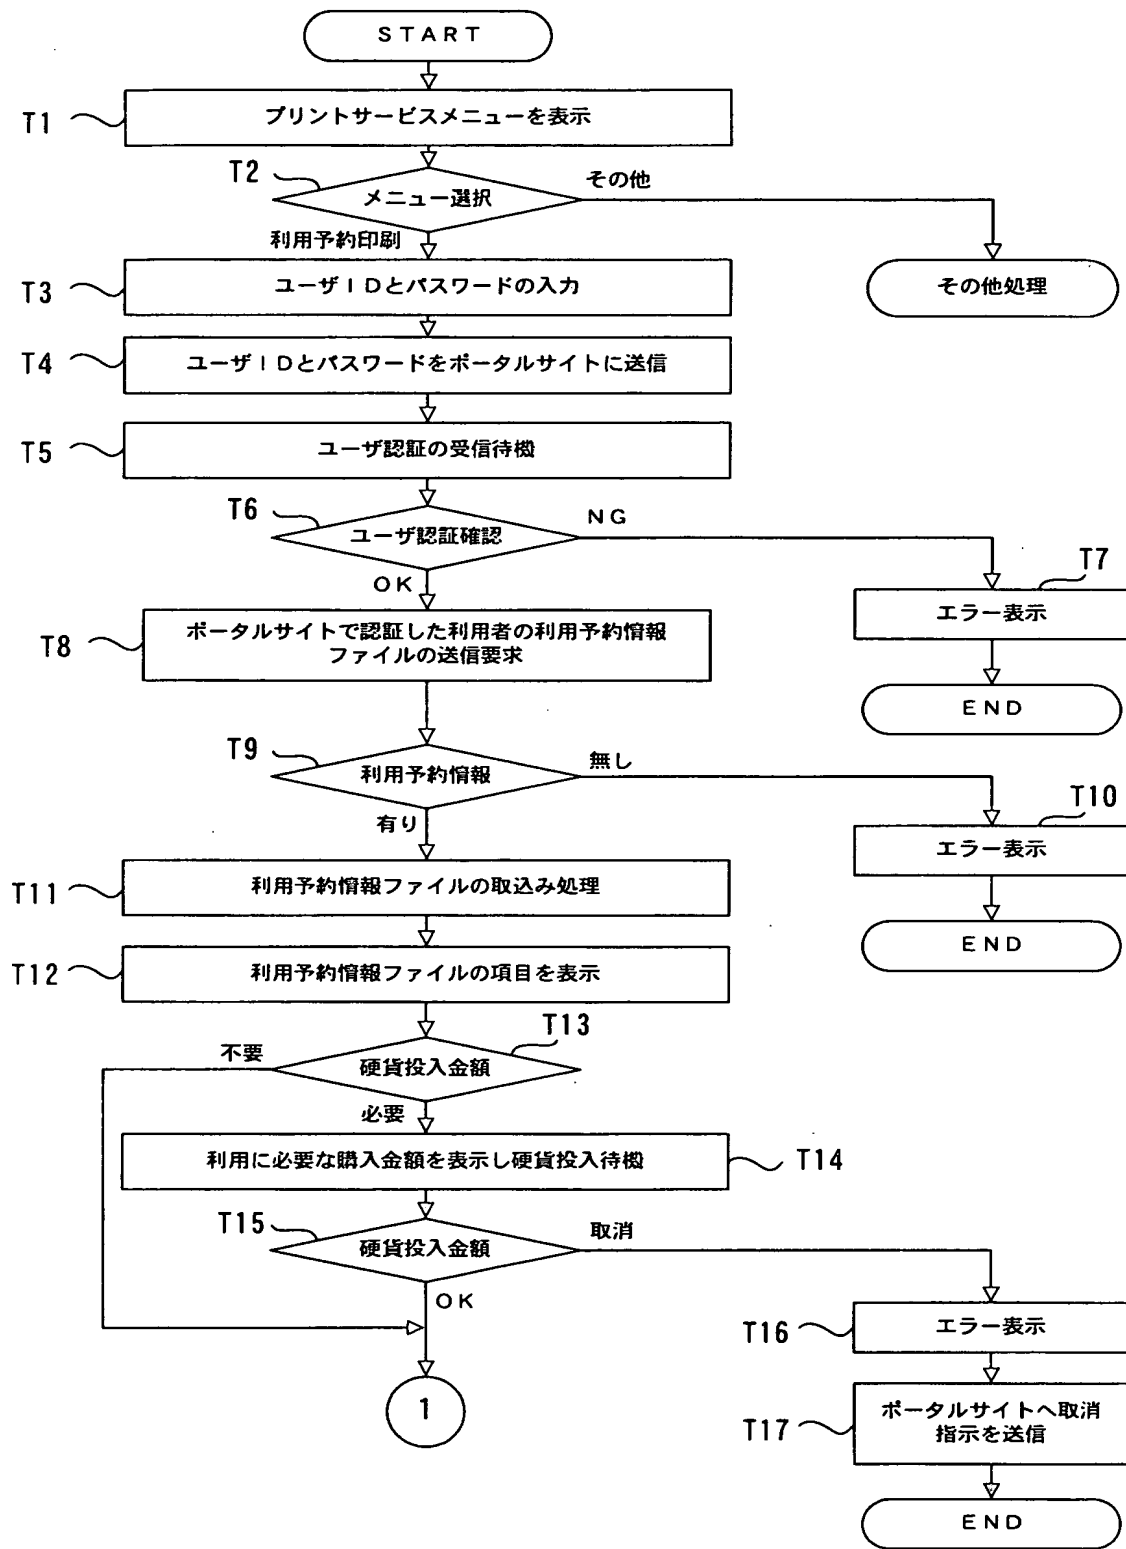 START
T1
プリントサービスメニューを表示
T2
メニュー選択
その他
利用予約印刷
T3
ユーザIDとパスワードの入力
その他処理
T4
ユーザIDとパスワードをポータルサイトに送信
T5
ユーザ認証の受信待機
T6
ユーザ認証確認
NG
OK
T7
エラー表示
T8
ポータルサイトで認証した利用者の利用予約情報
ファイルの送信要求
END
T9
利用予約情報
無し
有り
T10
エラー表示
T11
利用予約情報ファイルの取込み処理
END
T12
利用予約情報ファイルの項目を表示
T13
不要
硬貨投入金額
必要
利用に必要な購入金額を表示し硬貨投入待機
T14
T15
硬貨投入金額
取消
OK
T16
エラー表示
1
T17
ポータルサイトへ取消
指示を送信
END